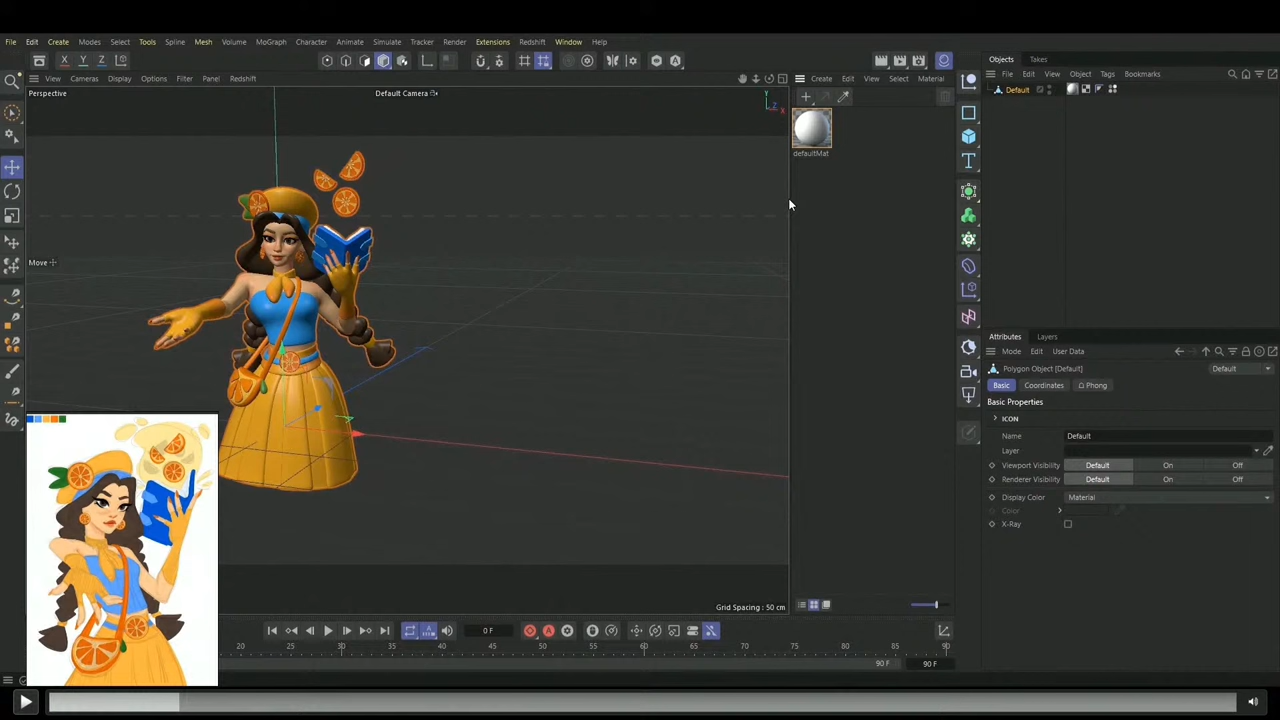 File Edit Create Modes Select Tools Spline Mesh Volume MoGraph Character Animate Simulate Tracker Render Extensions Redshift Window Help
X Y Z
Objects Takes
View Cameras Display Options Filter Panel Redshift
Create Edit View Select Material
File Edit View Object Tags Bookmarks
Perspective
Default Camera
Y
Z
X
Default
defaultMat
Move
Attributes Layers
Mode Edit User Data
Polygon Object [Default]
Default
Basic Coordinates Phong
Basic Properties
ICON
Name Default
Layer
Viewport Visibility Default On Off
Renderer Visibility Default On Off
Display Color Material
Color
X-Ray
Grid Spacing : 50 cm
0 F
20 25 30 35 40 45 50 55 60 65 70 75 80 85 90
90 F 90 F